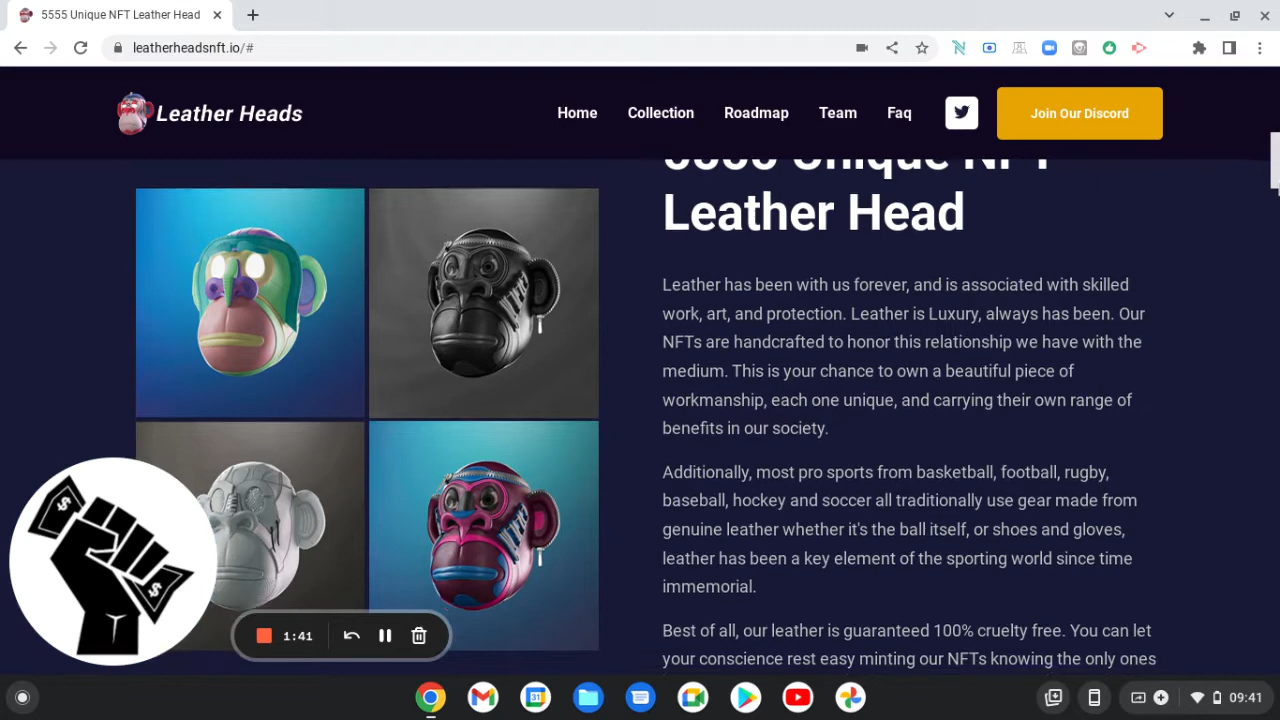 5555 Unique NFT Leather Head
leatherheadsnft.io/#
Leather Heads
Home
Collection
Roadmap
Team
Faq
Join Our Discord
5555 Unique NFT
Leather Head
Leather has been with us forever, and is associated with skilled
work, art, and protection. Leather is Luxury, always has been. Our
NFTs are handcrafted to honor this relationship we have with the
medium. This is your chance to own a beautiful piece of
workmanship, each one unique, and carrying their own range of
benefits in our society.
Additionally, most pro sports from basketball, football, rugby,
baseball, hockey and soccer all traditionally use gear made from
genuine leather whether it's the ball itself, or shoes and gloves,
leather has been a key element of the sporting world since time
immemorial.
Best of all, our leather is guaranteed 100% cruelty free. You can let
your conscience rest easy minting our NFTs knowing the only ones
$
$
1:41
31
09:41